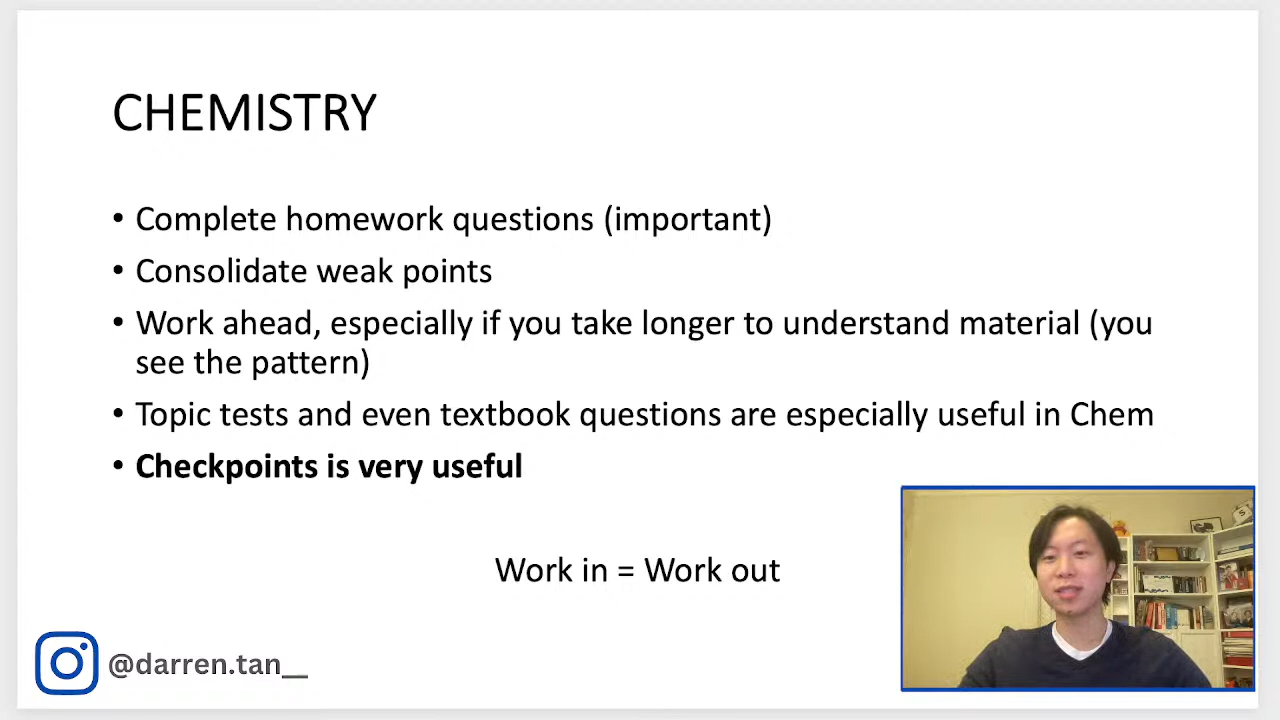 CHEMISTRY
• Complete homework questions (important)
• Consolidate weak points
• Work ahead, especially if you take longer to understand material (you
see the pattern)
• Topic tests and even textbook questions are especially useful in Chem
• Checkpoints is very useful
Work in = Work out
@darren.tan__